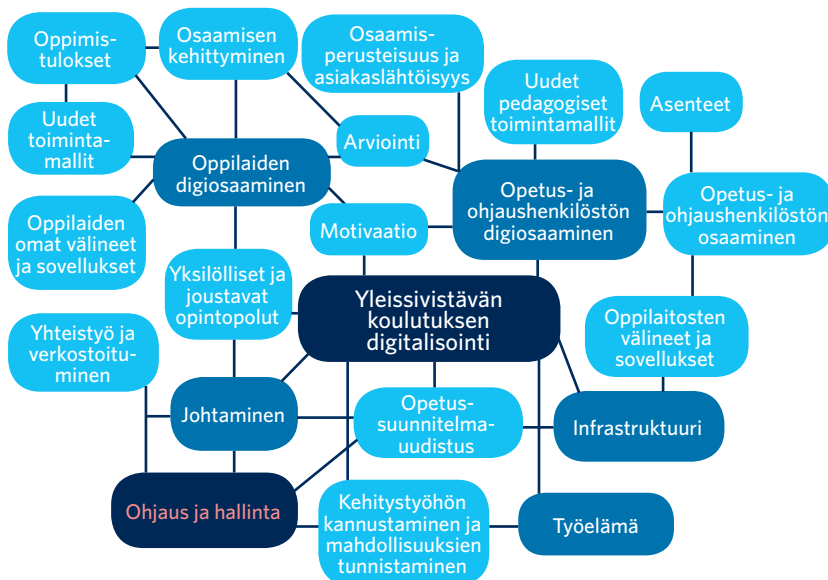 Oppimis-
tulokset
Osaamisen
kehittyminen
Osaamis-
perusteisuus ja
asiakaslähtöisyys
Uudet
pedagogiset
toimintamallit
Asenteet
Uudet
toiminta-
mallit
Arviointi
Oppilaiden
digiosaaminen
Opetus- ja
ohjaushenkilöstön
digiosaaminen
Opetus- ja
ohjaushenkilöstön
osaaminen
Oppilaiden
omat välineet
ja sovellukset
Motivaatio
Yksilölliset ja
joustavat
opintopolut
Yleissivistävän
koulutuksen
digitalisointi
Oppilaitosten
välineet ja
sovellukset
Yhteistyö ja
verkostoitu-
minen
Johtaminen
Opetus-
suunnitelma-
uudistus
Infrastruktuuri
Ohjaus ja hallinta
Kehitystyöhön
kannustaminen ja
mahdollisuuksien
tunnistaminen
Työelämä